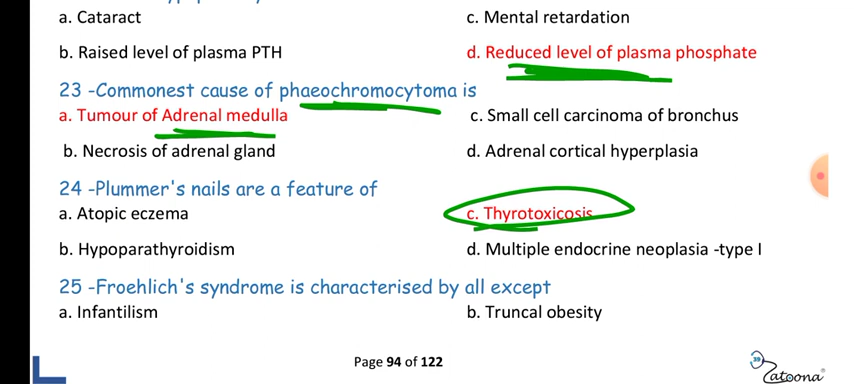 a. Cataract
c. Mental retardation
b. Raised level of plasma PTH
d. Reduced level of plasma phosphate
23 -Commonest cause of phaeochromocytoma is
a. Tumour of Adrenal medulla
c. Small cell carcinoma of bronchus
b. Necrosis of adrenal gland
d. Adrenal cortical hyperplasia
24 -Plummer's nails are a feature of
a. Atopic eczema
c. Thyrotoxicosis
b. Hypoparathyroidism
d. Multiple endocrine neoplasia -type I
25 -Froehlich's syndrome is characterised by all except
a. Infantilism
b. Truncal obesity
Page 94 of 122
39
Zatoona